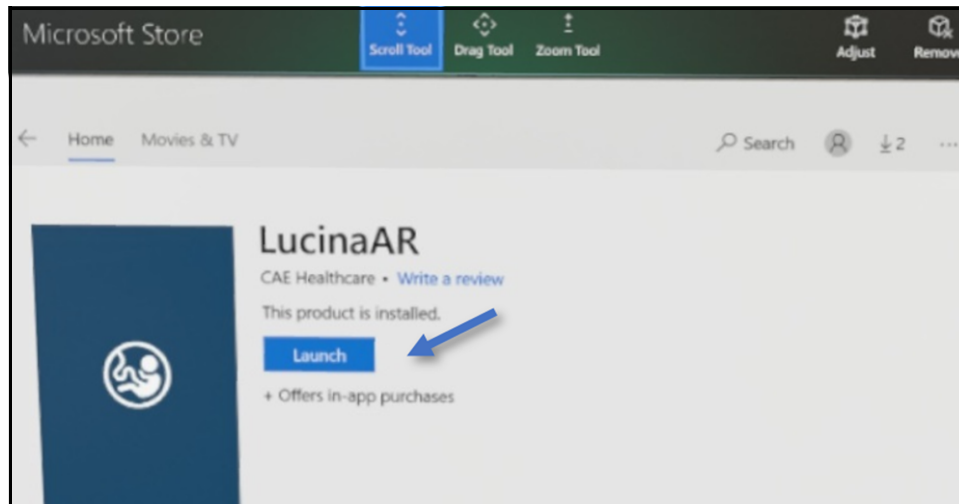 Microsoft Store
Scroll Tool Drag Tool Zoom Tool Adjust Remove
Home Movies & TV Search 2 ...
LucinaAR
CAE Healthcare • Write a review
This product is installed.
Launch
+ Offers in-app purchases